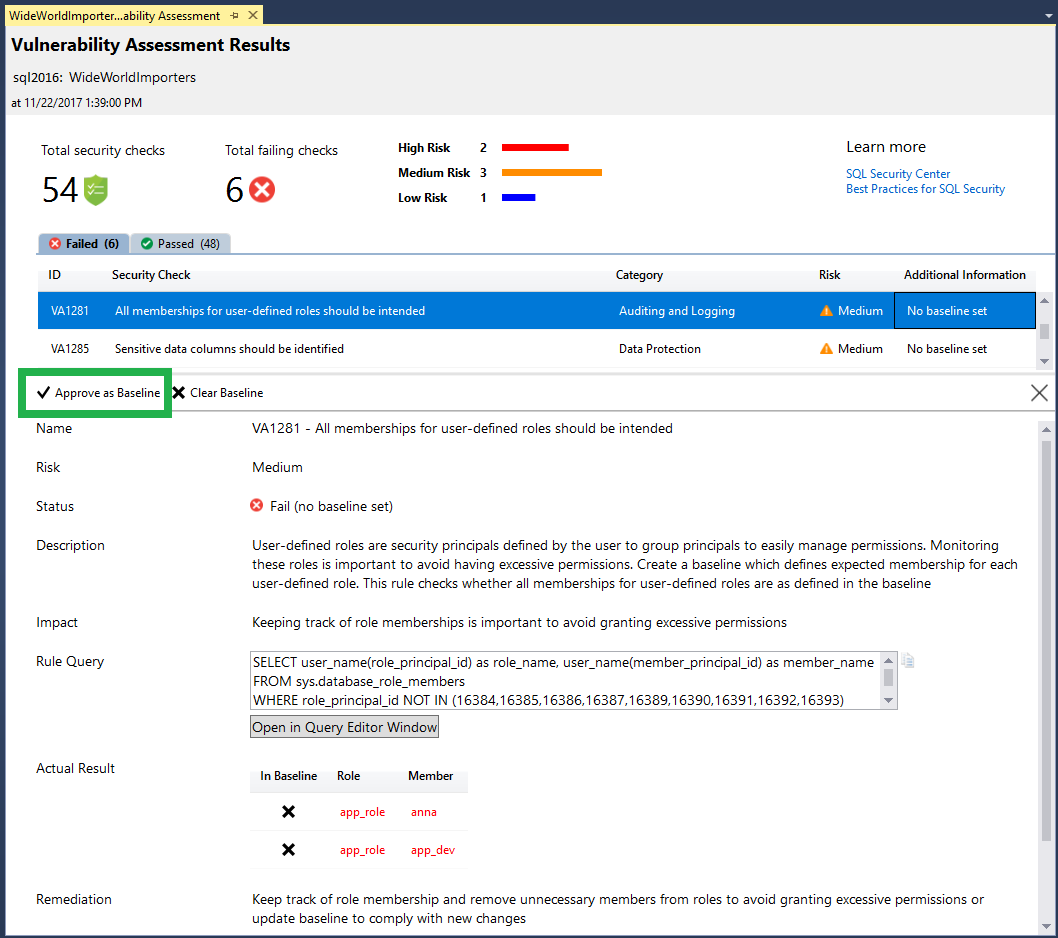 WideWorldImporter...ability Assessment
Vulnerability Assessment Results
sql2016: WideWorldImporters
at 11/22/2017 1:39:00 PM
Total security checks
54
Total failing checks
6
High Risk 2
Medium Risk 3
Low Risk 1
Learn more
SQL Security Center
Best Practices for SQL Security
Failed (6) Passed (48)
ID Security Check Category Risk Additional Information
VA1281 All memberships for user-defined roles should be intended Auditing and Logging Medium No baseline set
VA1285 Sensitive data columns should be identified Data Protection Medium No baseline set
Approve as Baseline Clear Baseline
Name VA1281 - All memberships for user-defined roles should be intended
Risk Medium
Status Fail (no baseline set)
Description User-defined roles are security principals defined by the user to group principals to easily manage permissions. Monitoring
these roles is important to avoid having excessive permissions. Create a baseline which defines expected membership for each
user-defined role. This rule checks whether all memberships for user-defined roles are as defined in the baseline
Impact Keeping track of role memberships is important to avoid granting excessive permissions
Rule Query SELECT user_name(role_principal_id) as role_name, user_name(member_principal_id) as member_name
FROM sys.database_role_members
WHERE role_principal_id NOT IN (16384,16385,16386,16387,16389,16390,16391,16392,16393)
Open in Query Editor Window
Actual Result In Baseline Role Member
app_role anna
app_role app_dev
Remediation Keep track of role membership and remove unnecessary members from roles to avoid granting excessive permissions or
update baseline to comply with new changes